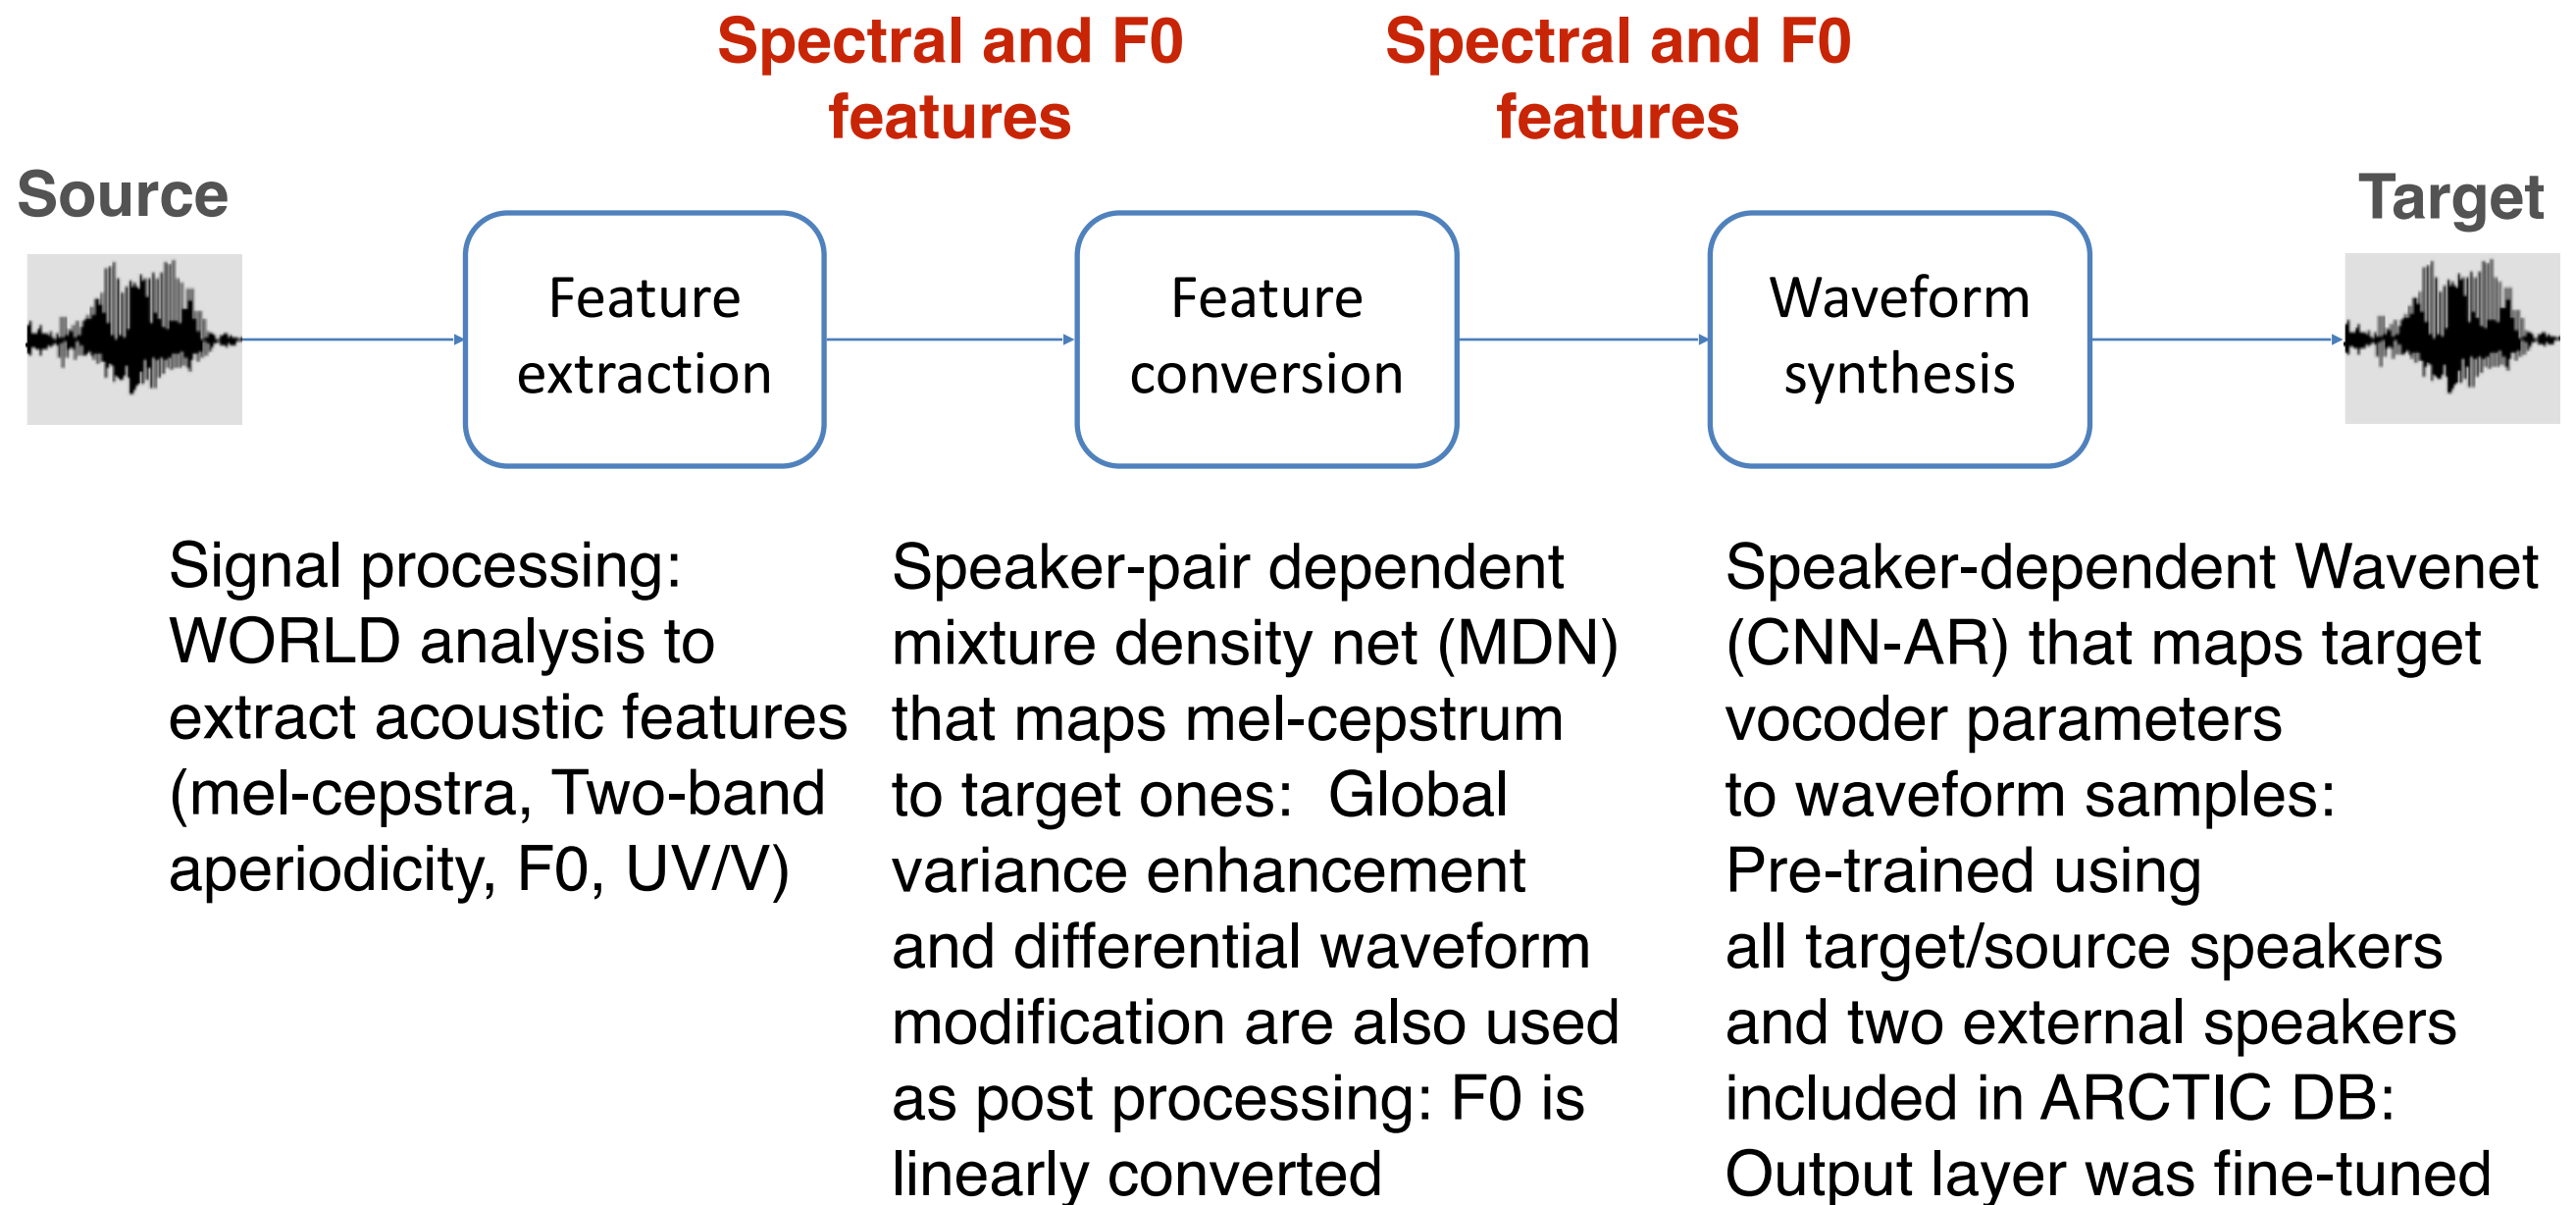 Spectral and F0
features
Spectral and F0
features
Source
Target
Feature
extraction
Feature
conversion
Waveform
synthesis
Signal processing:
WORLD analysis to
extract acoustic features
(mel-cepstra, Two-band
aperiodicity, F0, UV/V)
Speaker-pair dependent
mixture density net (MDN)
that maps mel-cepstrum
to target ones:  Global
variance enhancement
and differential waveform
modification are also used
as post processing: F0 is
linearly converted
Speaker-dependent Wavenet
(CNN-AR) that maps target
vocoder parameters
to waveform samples:
Pre-trained using
all target/source speakers
and two external speakers
included in ARCTIC DB:
Output layer was fine-tuned